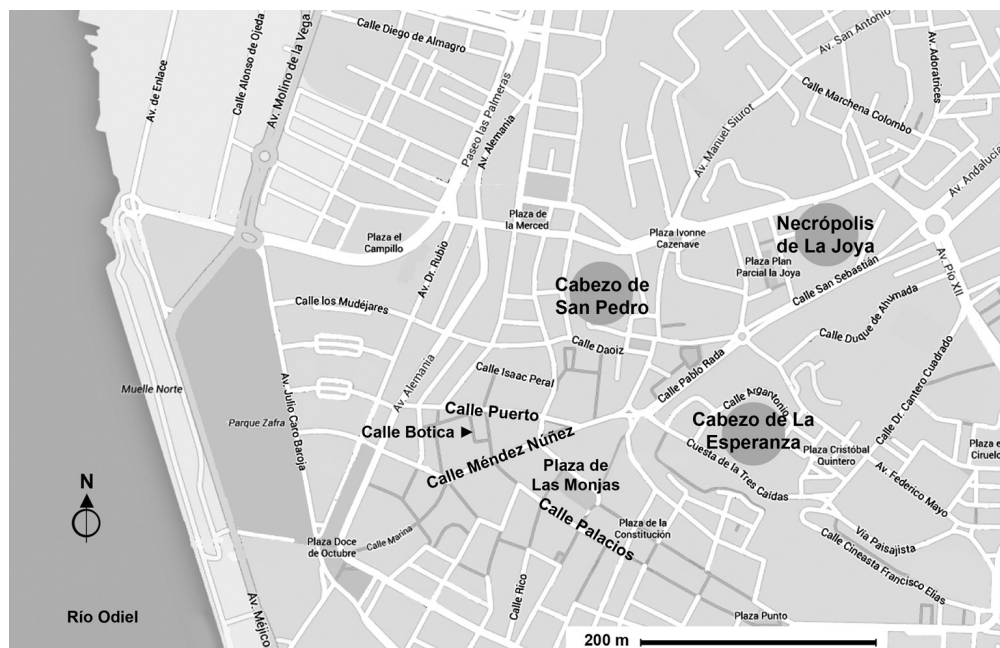 Calle Diego de Almagro
Av. de Enlace
Calle Alonso de Ojeda
Av. Molino de la Vega
Paseo las Palmeras
Av. Alemania
Av. San Antonio
Av. Adoratrices
Calle Marchena Colombo
Av. Manuel Siurot
Av. Andalucía
Plaza el
Campillo
Av. Dr. Rubio
Plaza de
la Merced
Plaza Ivonne
Cazenave
Necrópolis
de La Joya
Plaza Plan
Parcial la Joya
Calle San Sebastián
Av. Pío XII
Cabezo de
San Pedro
Calle los Mudéjares
Calle Daoiz
Calle Duque de Ahumada
Calle Isaac Peral
Calle Pablo Rada
Muelle Norte
Av. Julio Caro Baroja
Av. Alemania
Calle Argantonio
Calle Dr. Cantero Cuadrado
Parque Zafra
Calle Puerto
Calle Botica
Cabezo de La
Esperanza
Calle Méndez Núñez
Plaza Cristóbal
Quintero
Plaza e
Ciruelo
Plaza de
Las Monjas
Cuesta de la Tres Caídas
Av. Federico Mayo
N
Calle Palacios
Plaza de la
Constitución
Via Paisajista
Plaza Doce
de Octubre
Calle Marina
Calle Cineasta Francisco Elias
Calle Rico
Río Odiel
Av. Méjico
Plaza Punto
200 m